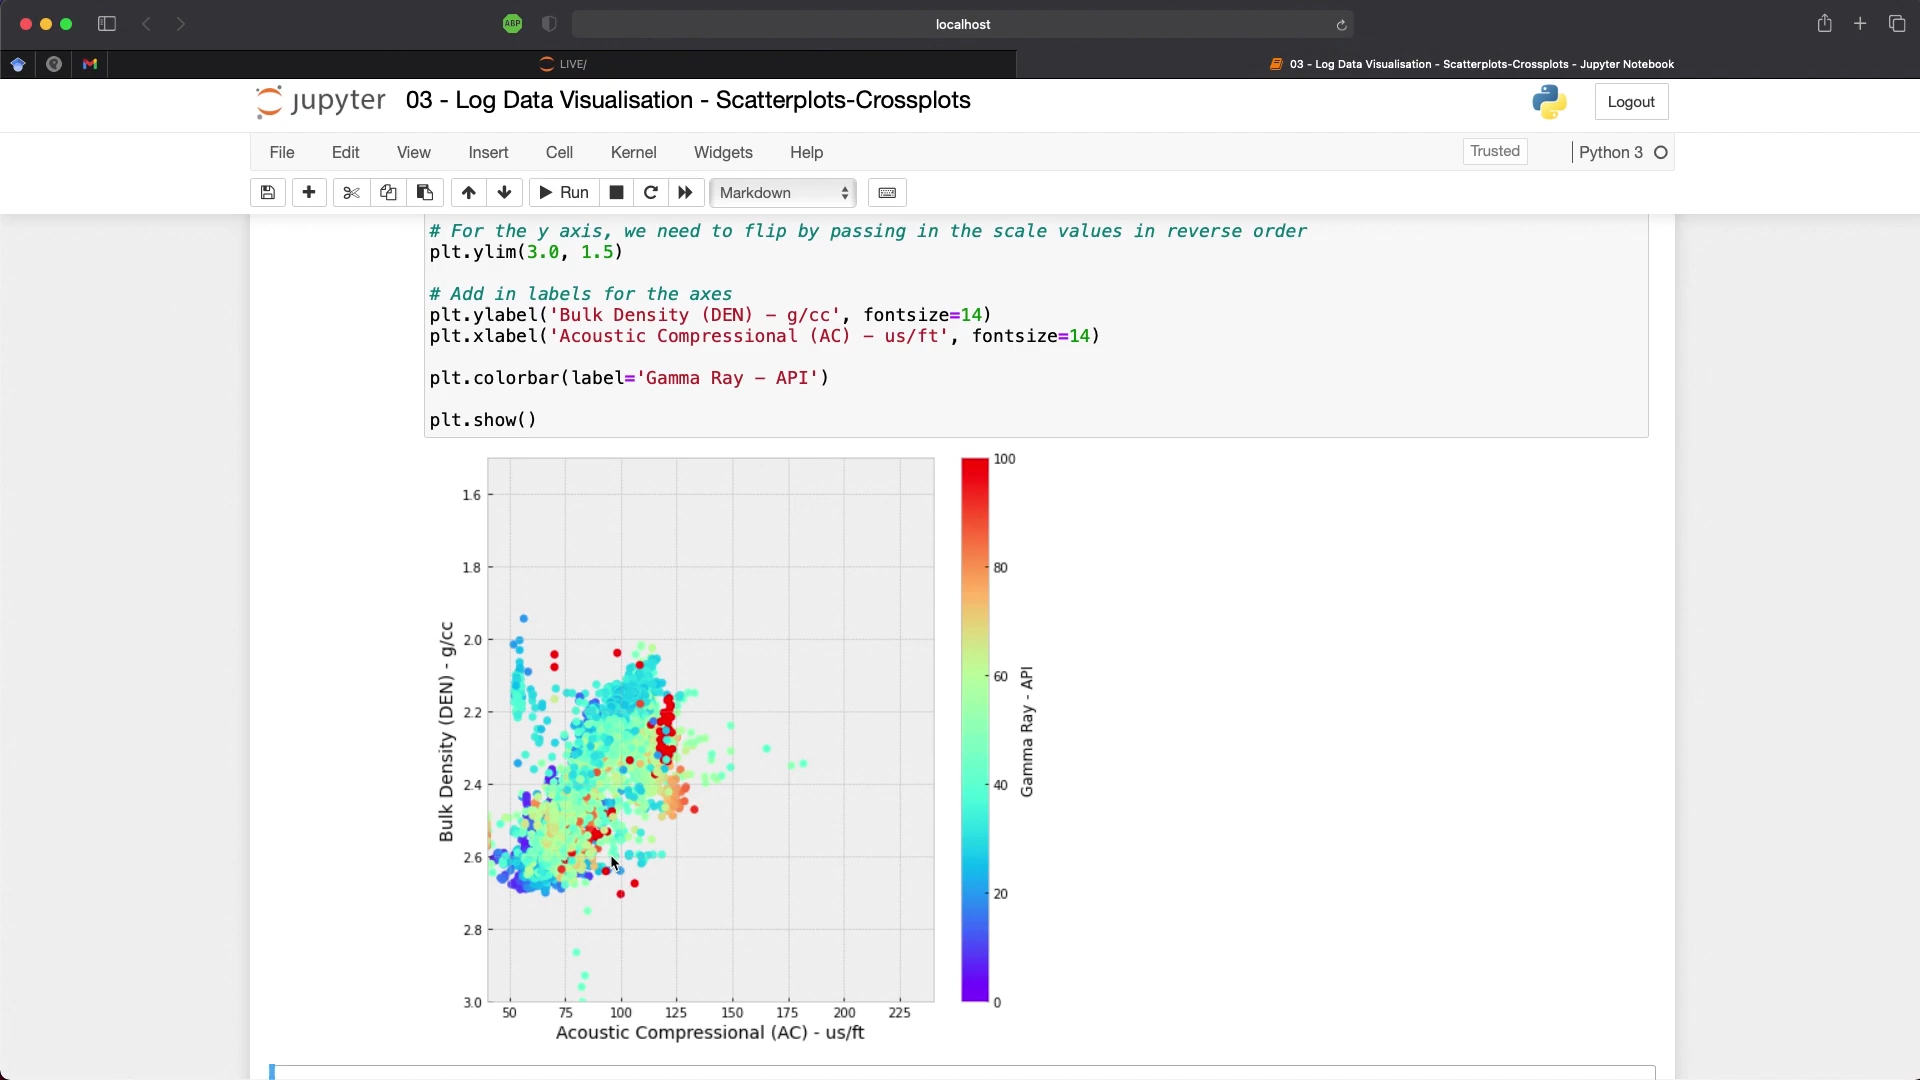 ABP
localhost
LIVE/
03 - Log Data Visualisation - Scatterplots-Crossplots - Jupyter Notebook
jupyter
03 - Log Data Visualisation - Scatterplots-Crossplots
Logout
File Edit View Insert Cell Kernel Widgets Help
Trusted
Python 3
Run
Markdown
# For the y axis, we need to flip by passing in the scale values in reverse order
plt.ylim(3.0, 1.5)
# Add in labels for the axes
plt.ylabel('Bulk Density (DEN) - g/cc', fontsize=14)
plt.xlabel('Acoustic Compressional (AC) - us/ft', fontsize=14)
plt.colorbar(label='Gamma Ray - API')
plt.show()
1.6
1.8
2.0
2.2
2.4
2.6
2.8
3.0
Bulk Density (DEN) - g/cc
50 75 100 125 150 175 200 225
Acoustic Compressional (AC) - us/ft
100
80
60
40
20
0
Gamma Ray - API